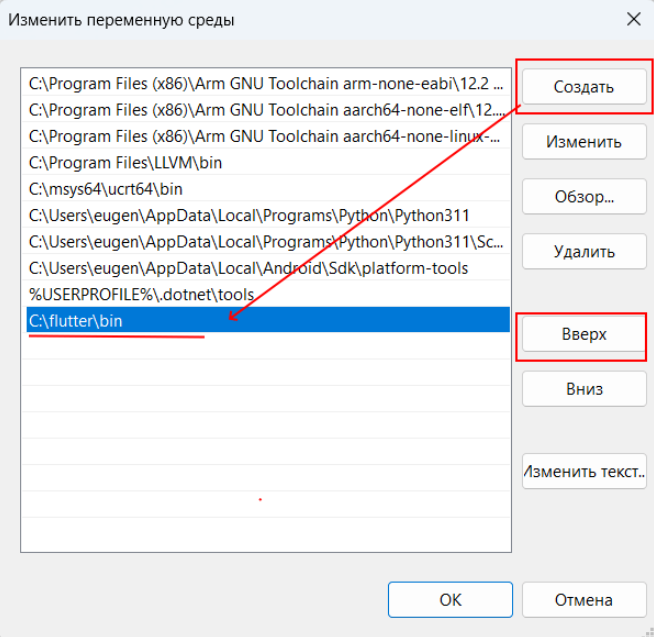 Изменить переменную среды
C:\Program Files (x86)\Arm GNU Toolchain arm-none-eabi\12.2 ...
C:\Program Files (x86)\Arm GNU Toolchain aarch64-none-elf\12....
C:\Program Files (x86)\Arm GNU Toolchain aarch64-none-linux-...
C:\Program Files\LLVM\bin
C:\msys64\ucrt64\bin
C:\Users\eugen\AppData\Local\Programs\Python\Python311
C:\Users\eugen\AppData\Local\Programs\Python\Python311\Sc...
C:\Users\eugen\AppData\Local\Android\Sdk\platform-tools
%USERPROFILE%\.dotnet\tools
C:\flutter\bin
Создать
Изменить
Обзор...
Удалить
Вверх
Вниз
Изменить текст..
ОК
Отмена